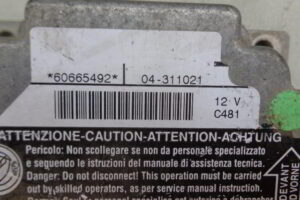 *60665492* 04-311021
12 V
C481
ATTENZIONE-CAUTION-ATTENTION-ACHTUNG
Pericolo: Non scollegare se non da personale specializzato
e seguendo le istruzioni del manuale di assistenza tecnica.
Danger: Do not disconnect! This operation must be carried
out by skilled operators, as per service manual instruction.